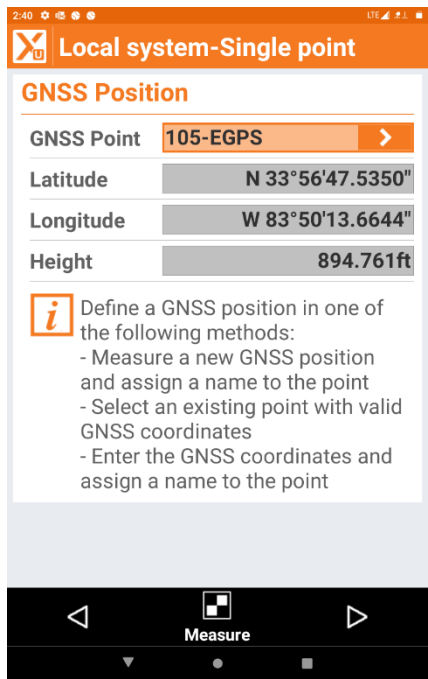 2:40
LTE
Local system-Single point
GNSS Position
GNSS Point 105-EGPS
Latitude N 33°56'47.5350"
Longitude W 83°50'13.6644"
Height 894.761ft
Define a GNSS position in one of
the following methods:
- Measure a new GNSS position
and assign a name to the point
- Select an existing point with valid
GNSS coordinates
- Enter the GNSS coordinates and
assign a name to the point
Measure